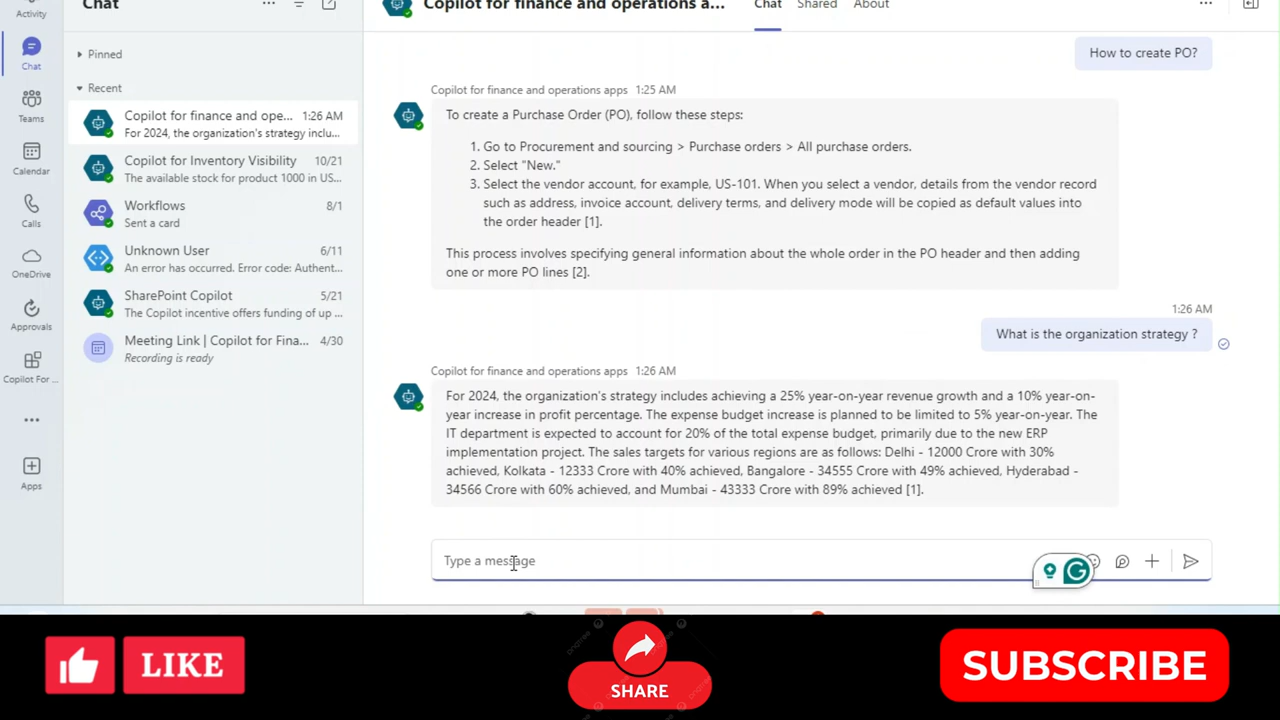 Activity
Chat
Teams
Calendar
Calls
OneDrive
Approvals
Copilot For ...
Apps
Chat
Pinned
Recent
Copilot for finance and ope... 1:26 AM
For 2024, the organization's strategy inclu...
Copilot for Inventory Visibility 10/21
The available stock for product 1000 in US...
Workflows 8/1
Sent a card
Unknown User 6/11
An error has occurred. Error code: Authent...
SharePoint Copilot 5/21
The Copilot incentive offers funding of up ...
Meeting Link | Copilot for Fina... 4/30
Recording is ready
Copilot for finance and operations a... Chat Shared About
How to create PO?
Copilot for finance and operations apps 1:25 AM
To create a Purchase Order (PO), follow these steps:
1. Go to Procurement and sourcing > Purchase orders > All purchase orders.
2. Select "New."
3. Select the vendor account, for example, US-101. When you select a vendor, details from the vendor record
such as address, invoice account, delivery terms, and delivery mode will be copied as default values into
the order header [1].
This process involves specifying general information about the whole order in the PO header and then adding
one or more PO lines [2].
1:26 AM
What is the organization strategy ?
Copilot for finance and operations apps 1:26 AM
For 2024, the organization's strategy includes achieving a 25% year-on-year revenue growth and a 10% year-on-
year increase in profit percentage. The expense budget increase is planned to be limited to 5% year-on-year. The
IT department is expected to account for 20% of the total expense budget, primarily due to the new ERP
implementation project. The sales targets for various regions are as follows: Delhi - 12000 Crore with 30%
achieved, Kolkata - 12333 Crore with 40% achieved, Bangalore - 34555 Crore with 49% achieved, Hyderabad -
34566 Crore with 60% achieved, and Mumbai - 43333 Crore with 89% achieved [1].
Type a message
LIKE
SHARE
SUBSCRIBE